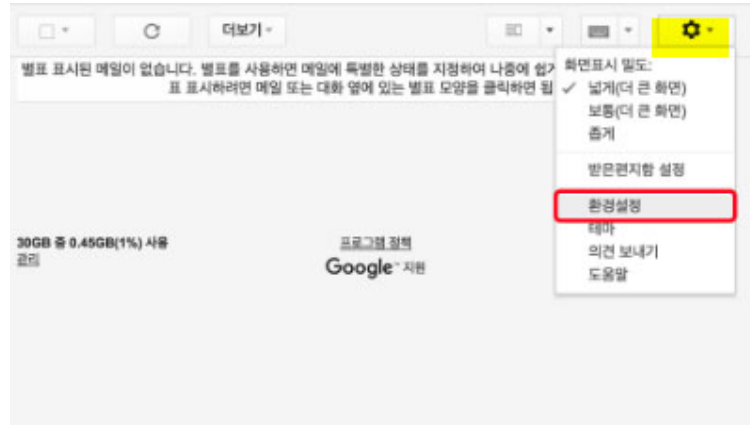 더보기
별표 표시된 메일이 없습니다. 별표를 사용하면 메일에 특별한 상태를 지정하여 나중에 쉽게
표 표시하려면 메일 또는 대화 옆에 있는 별표 모양을 클릭하면 됩
화면표시 밀도:
✓ 넓게(더 큰 화면)
보통(더 큰 화면)
좁게
받은편지함 설정
환경설정
테마
의견 보내기
도움말
30GB 중 0.45GB(1%) 사용
관리
프로그램 정책
Google™ 지원